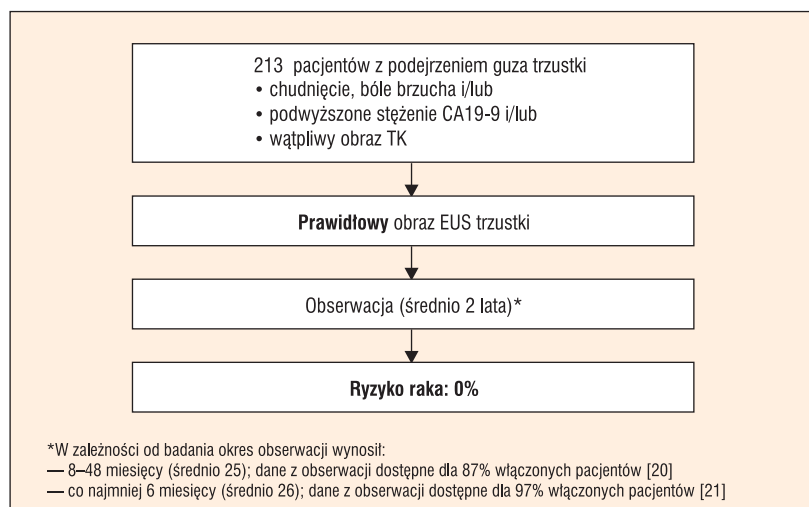 213 pacjentów z podejrzeniem guza trzustki
• chudnięcie, bóle brzucha i/lub
• podwyższone stężenie CA19-9 i/lub
• wątpliwy obraz TK
Prawidłowy obraz EUS trzustki
Obserwacja (średnio 2 lata)*
Ryzyko raka: 0%
*W zależności od badania okres obserwacji wynosił:
— 8–48 miesięcy (średnio 25); dane z obserwacji dostępne dla 87% włączonych pacjentów [20]
— co najmniej 6 miesięcy (średnio 26); dane z obserwacji dostępne dla 97% włączonych pacjentów [21]